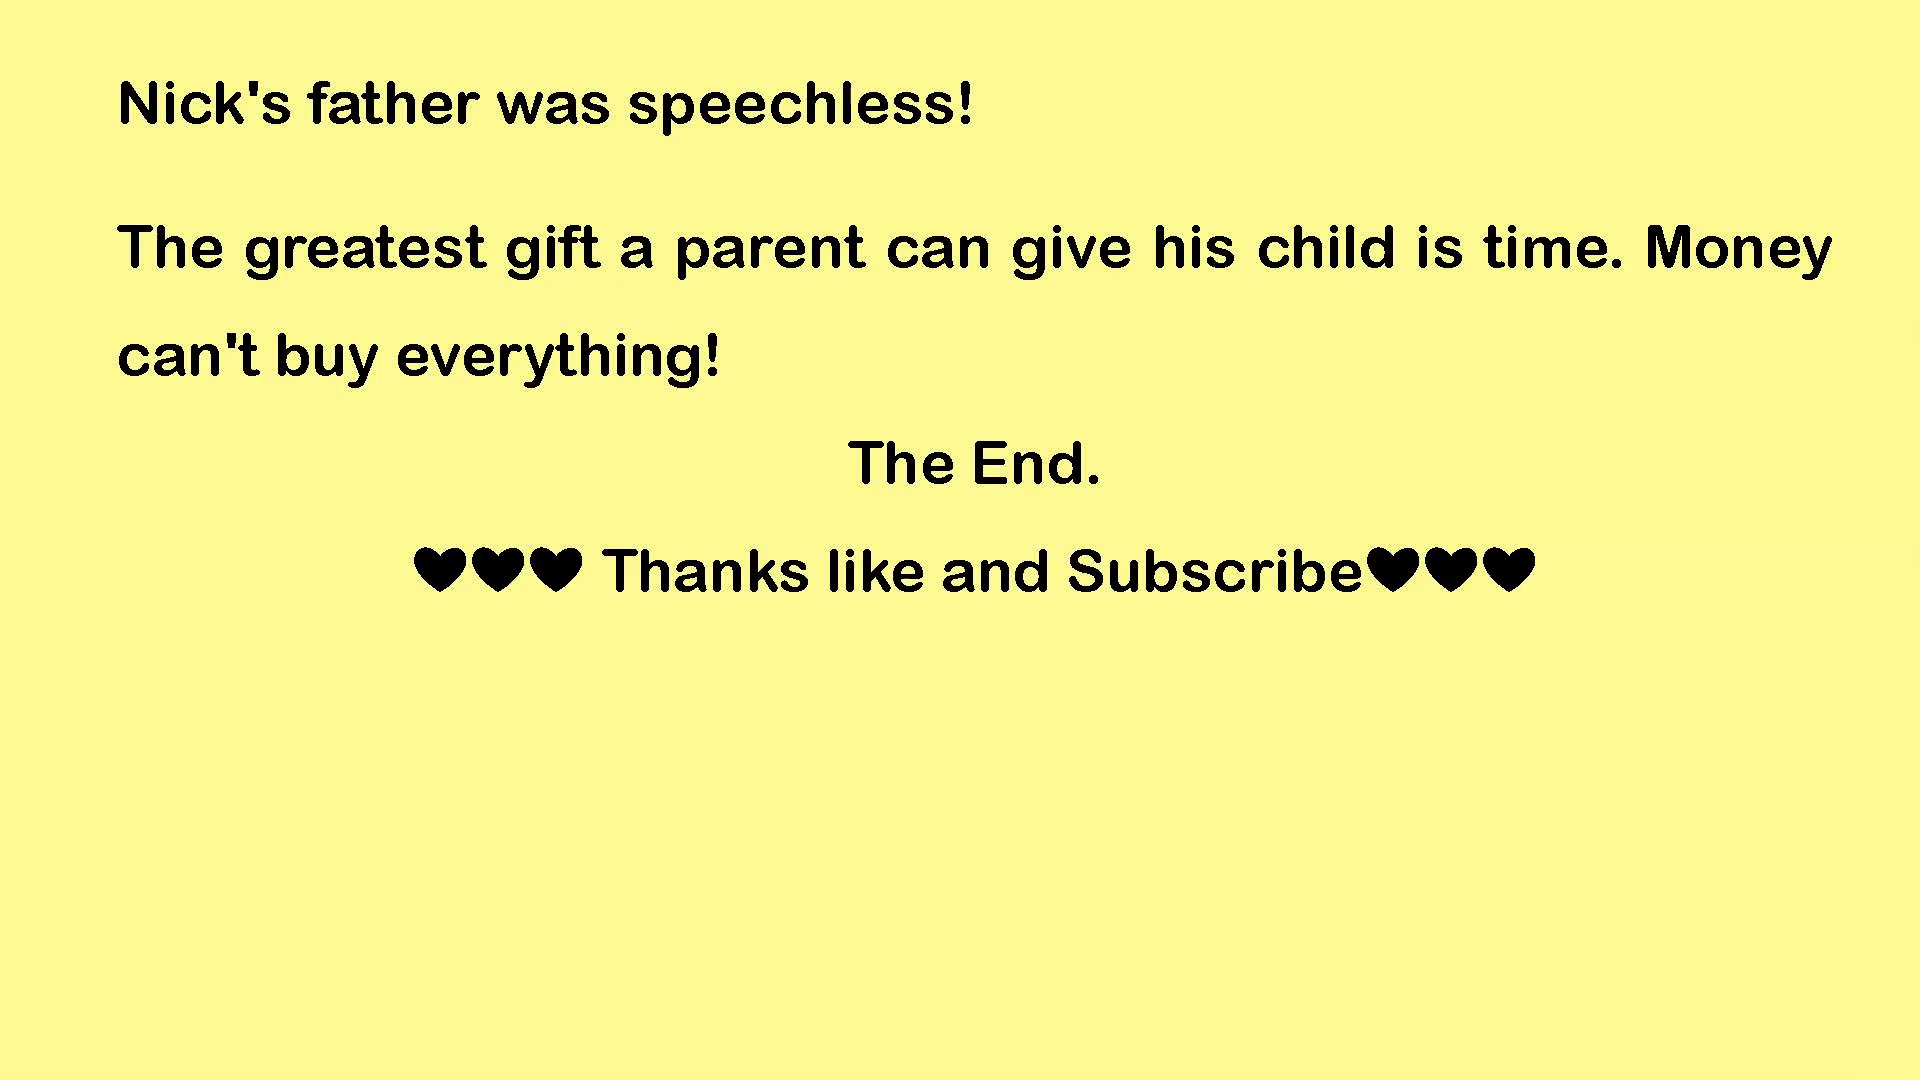 Nick's father was speechless!
The greatest gift a parent can give his child is time. Money
can't buy everything!
The End.
♥♥♥ Thanks like and Subscribe♥♥♥